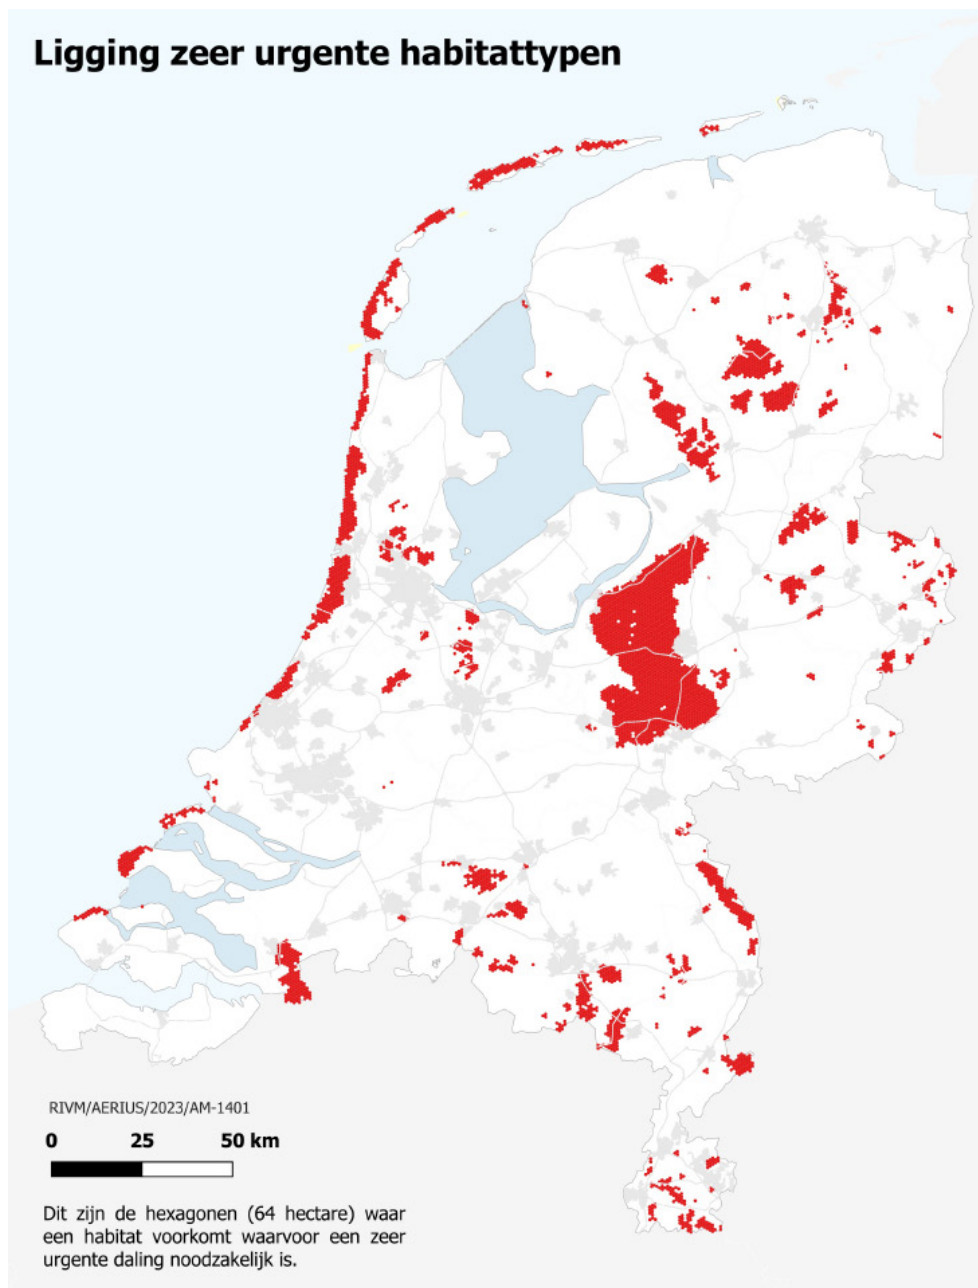 Ligging zeer urgente habitattypen
RIVM/AERIUS/2023/AM-1401
0 25 50 km
Dit zijn de hexagonen (64 hectare) waar
een habitat voorkomt waarvoor een zeer
urgente daling noodzakelijk is.